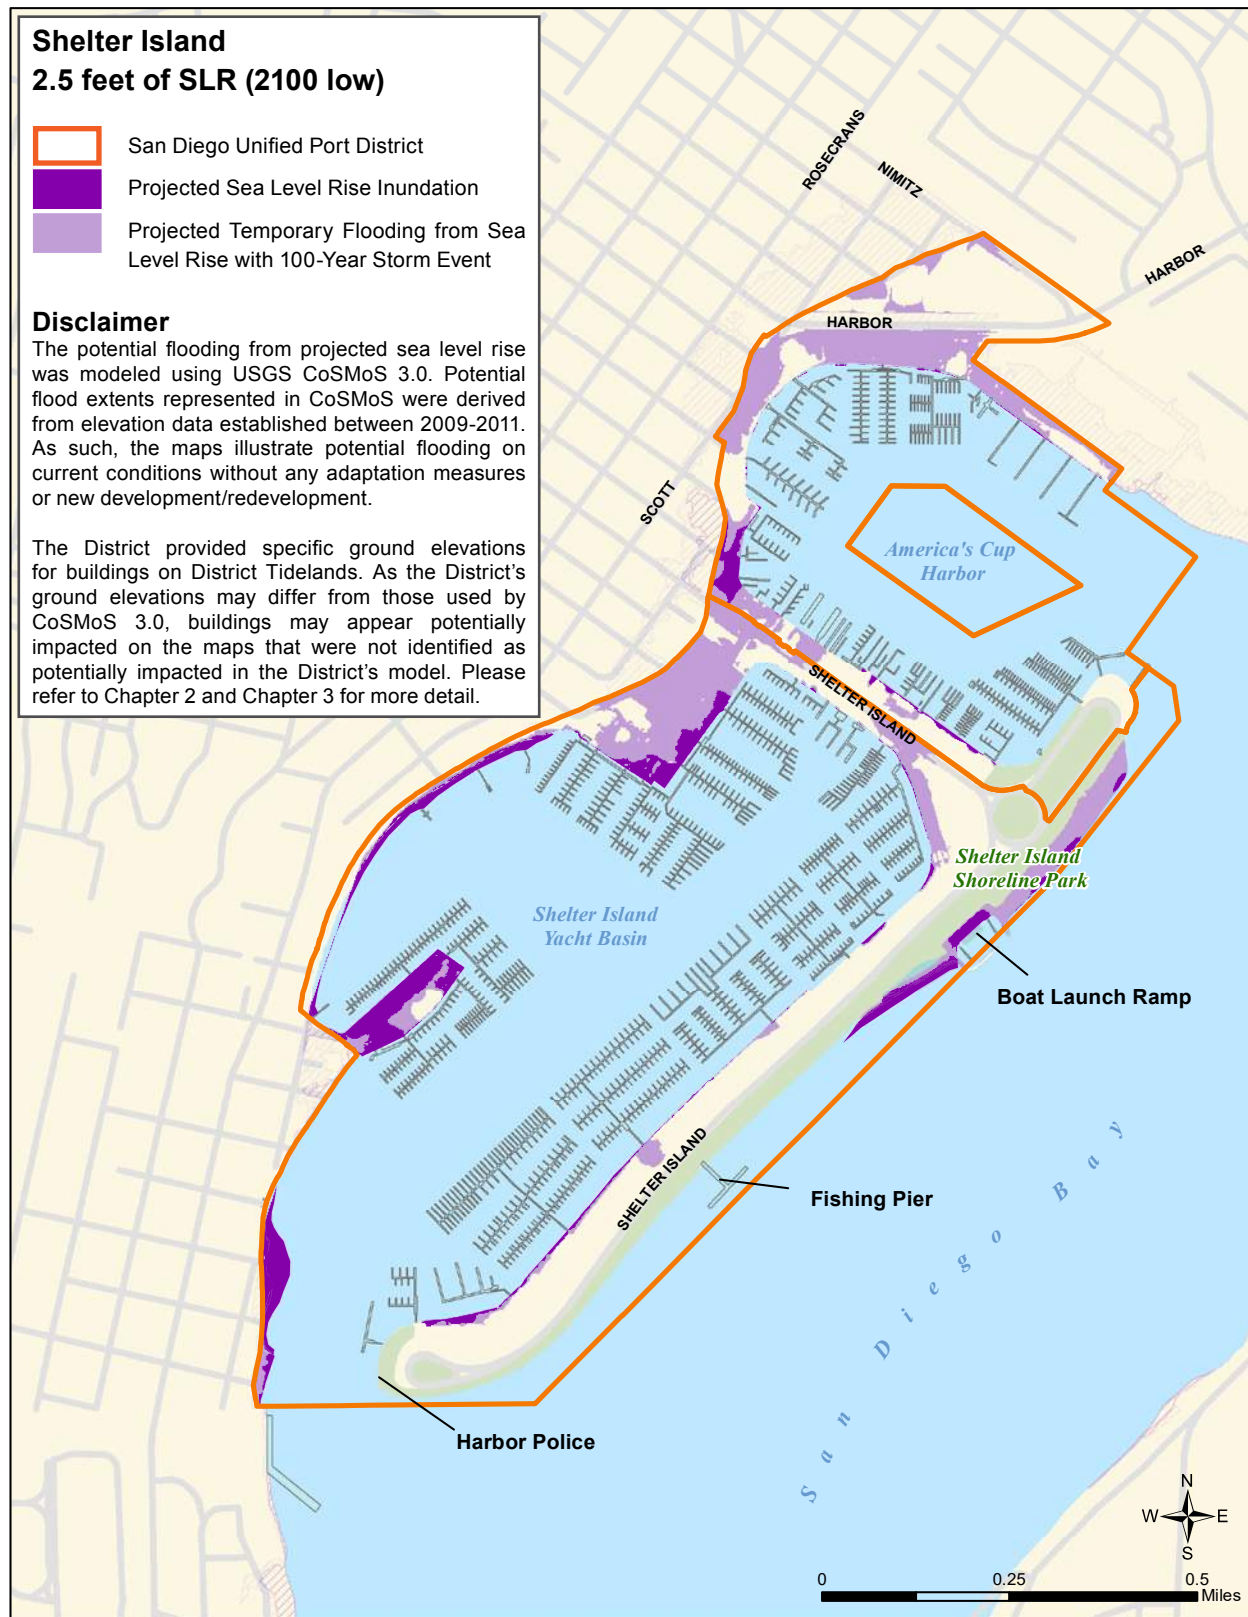 Shelter Island
2.5 feet of SLR (2100 low)
San Diego Unified Port District
Projected Sea Level Rise Inundation
Projected Temporary Flooding from Sea
Level Rise with 100-Year Storm Event
Disclaimer
The potential flooding from projected sea level rise
was modeled using USGS CoSMoS 3.0. Potential
flood extents represented in CoSMoS were derived
from elevation data established between 2009-2011.
As such, the maps illustrate potential flooding on
current conditions without any adaptation measures
or new development/redevelopment.
The District provided specific ground elevations
for buildings on District Tidelands. As the District’s
ground elevations may differ from those used by
CoSMoS 3.0, buildings may appear potentially
impacted on the maps that were not identified as
potentially impacted in the District’s model. Please
refer to Chapter 2 and Chapter 3 for more detail.
ROSECRANS
NIMITZ
HARBOR
HARBOR
SCOTT
America's Cup
Harbor
SHELTER ISLAND
Shelter Island
Shoreline Park
Shelter Island
Yacht Basin
Boat Launch Ramp
SHELTER ISLAND
Fishing Pier
San Diego Bay
Harbor Police
N
W
E
S
0
0.25
0.5
Miles